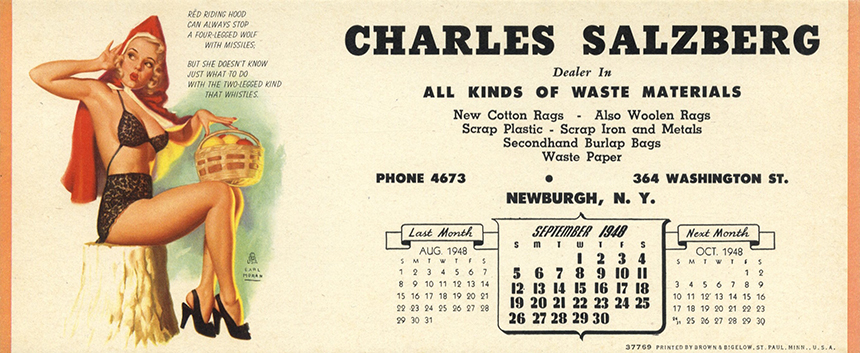 RED RIDING HOOD
CAN ALWAYS STOP
A FOUR-LEGGED WOLF
WITH MISSILES;
BUT SHE DOESN'T KNOW
JUST WHAT TO DO
WITH THE TWO-LEGGED KIND
THAT WHISTLES.
EARL
MORAN
CHARLES SALZBERG
Dealer In
ALL KINDS OF WASTE MATERIALS
New Cotton Rags - Also Woolen Rags
Scrap Plastic - Scrap Iron and Metals
Secondhand Burlap Bags
Waste Paper
PHONE 4673 • 364 WASHINGTON ST.
NEWBURGH, N. Y.
Last Month
AUG. 1948
S M T W T F S
1 2 3 4 5 6 7
8 9 10 11 12 13 14
15 16 17 18 19 20 21
22 23 24 25 26 27 28
29 30 31
SEPTEMBER 1948
S M T W T F S
1 2 3 4
5 6 7 8 9 10 11
12 13 14 15 16 17 18
19 20 21 22 23 24 25
26 27 28 29 30
Next Month
OCT. 1948
S M T W T F S
1 2
3 4 5 6 7 8 9
10 11 12 13 14 15 16
17 18 19 20 21 22 23
24/31 25 26 27 28 29 30
37769 PRINTED BY BROWN & BIGELOW, ST. PAUL, MINN., U.S.A.